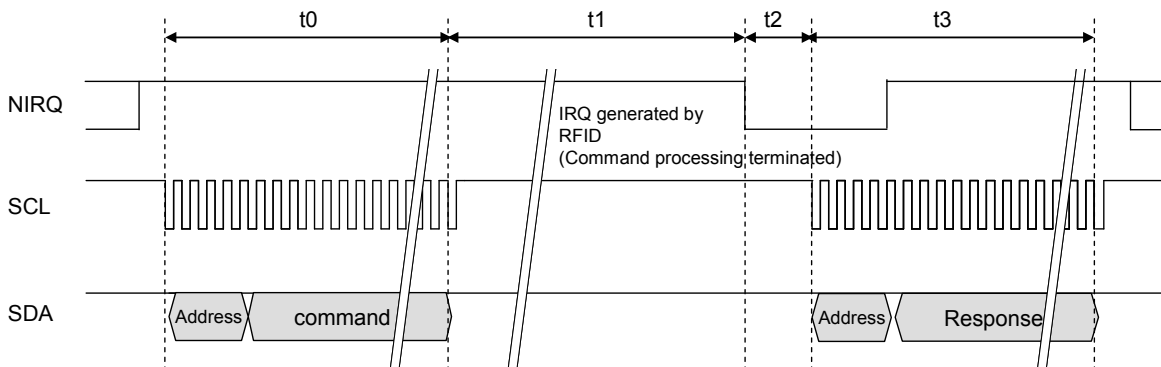 t0
t1
t2
t3
NIRQ
IRQ generated by
RFID
(Command processing terminated)
SCL
SDA
Address
command
Address
Response